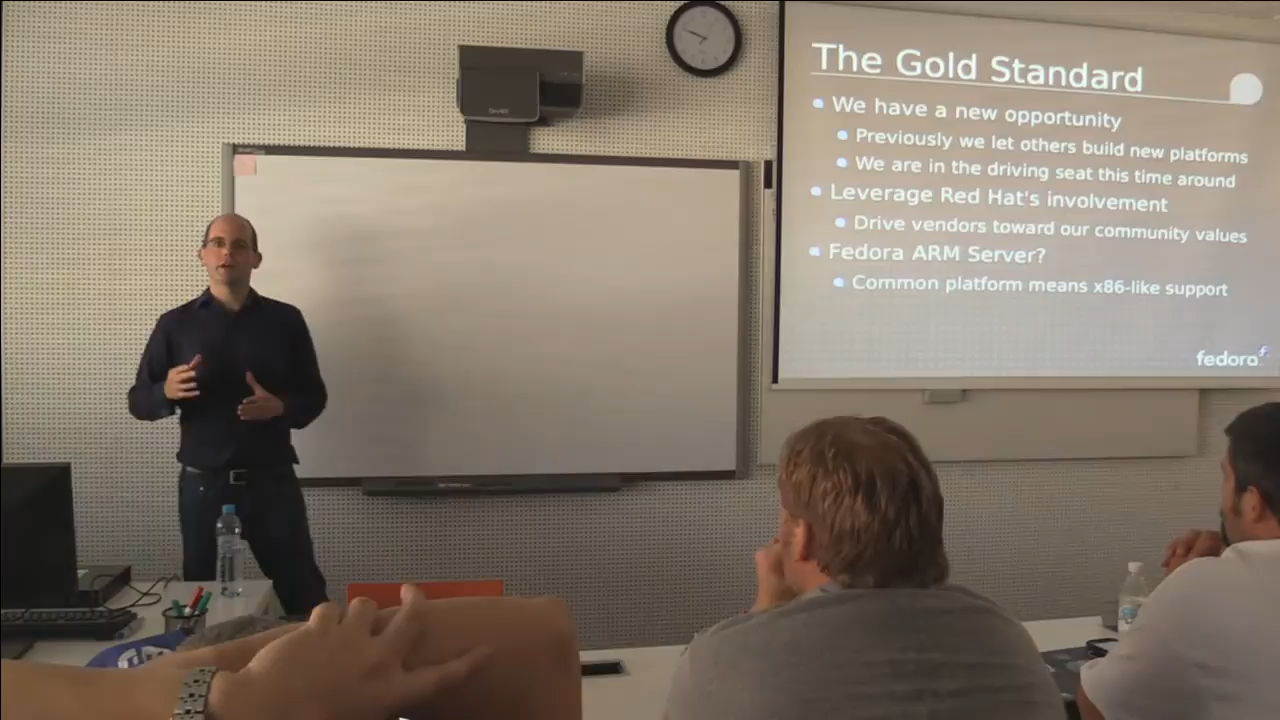 The Gold Standard
We have a new opportunity
Previously we let others build new platforms
We are in the driving seat this time around
Leverage Red Hat's involvement
Drive vendors toward our community values
Fedora ARM Server?
Common platform means x86-like support
fedora